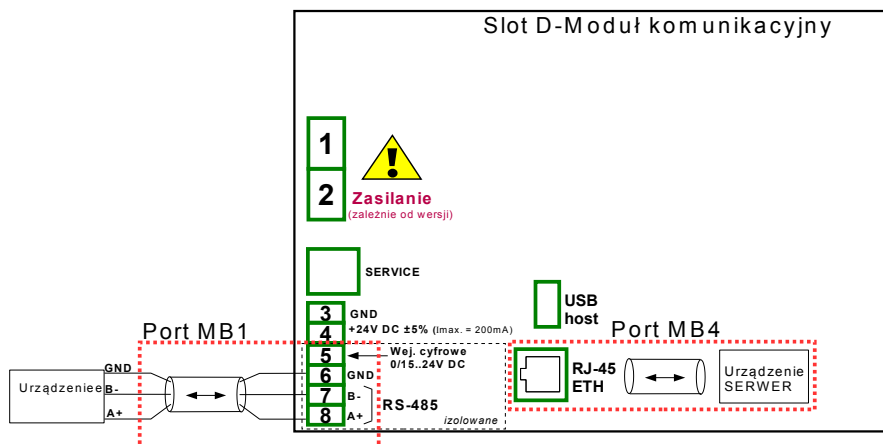 Slot D-Moduł komunikacyjny
1
2
Zasilanie
(zależnie od wersji)
SERVICE
3 GND
4 +24V DC ±5% (Imax. = 200mA)
USB
host
Port MB1
Port MB4
5 Wej. cyfrowe
0/15..24V DC
6 GND
7 B-
8 A+
RS-485
izolowane
GND
Urządzeniee B-
A+
RJ-45
ETH
Urządzenie
SERWER